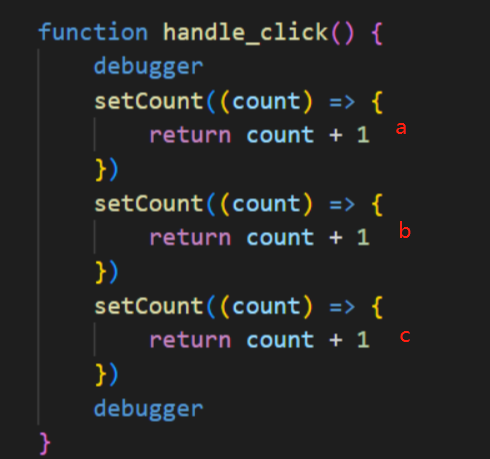 function handle_click() {
    debugger
    setCount((count) => {
        return count + 1 a
    })
    setCount((count) => {
        return count + 1 b
    })
    setCount((count) => {
        return count + 1 c
    })
    debugger
}